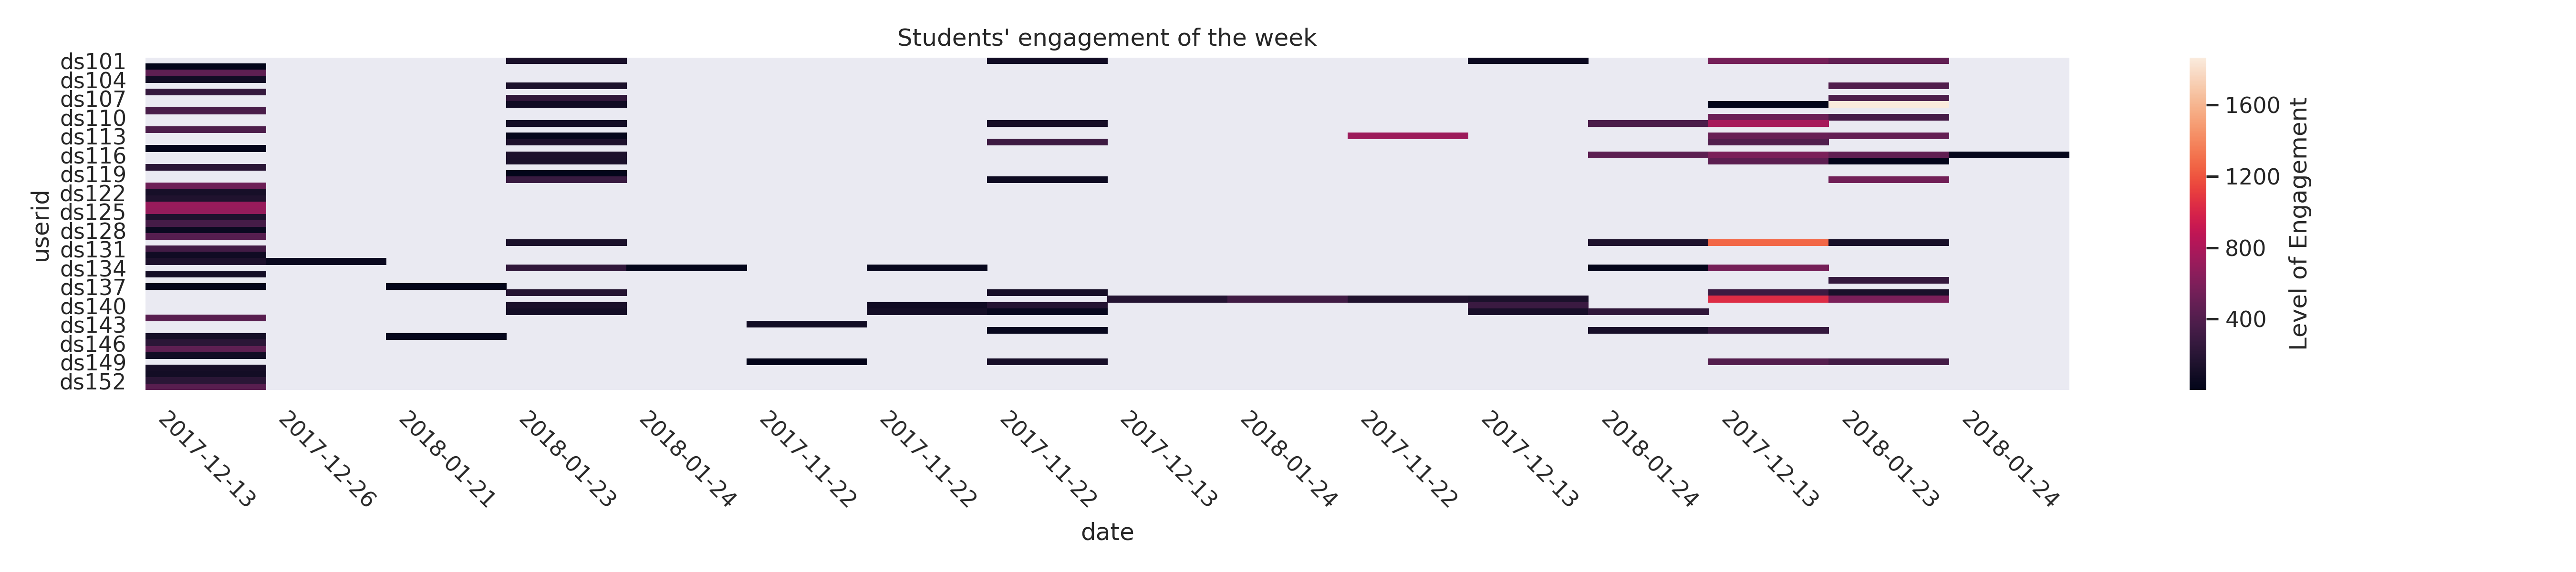 Students' engagement of the week
userid
ds101
ds104
ds107
ds110
ds113
ds116
ds119
ds122
ds125
ds128
ds131
ds134
ds137
ds140
ds143
ds146
ds149
ds152
2017-12-13
2017-12-26
2018-01-21
2018-01-23
2018-01-24
2017-11-22
2017-11-22
2017-11-22
2017-12-13
2018-01-24
2017-11-22
2017-12-13
2018-01-24
2017-12-13
2018-01-23
2018-01-24
date
1600
1200
800
400
Level of Engagement